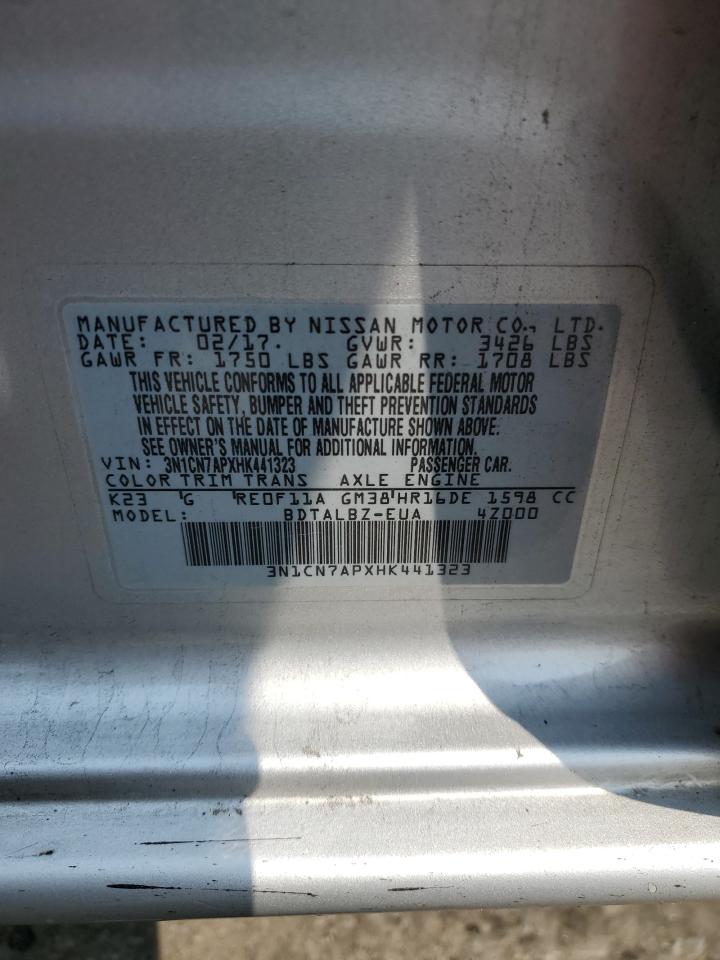 MANUFACTURED BY NISSAN MOTOR CO., LTD.
DATE: 02/17. GVWR: 3426 LBS
GAWR FR: 1750 LBS GAWR RR: 1708 LBS
THIS VEHICLE CONFORMS TO ALL APPLICABLE FEDERAL MOTOR
VEHICLE SAFETY, BUMPER AND THEFT PREVENTION STANDARDS
IN EFFECT ON THE DATE OF MANUFACTURE SHOWN ABOVE.
SEE OWNER'S MANUAL FOR ADDITIONAL INFORMATION.
VIN: 3N1CN7APXHK441323 PASSENGER CAR.
COLOR TRIM TRANS AXLE ENGINE
K23 G RE0F11A GM38 HR16DE 1598 CC
MODEL: BDTALBZ-EUA 4Z000
3N1CN7APXHK441323